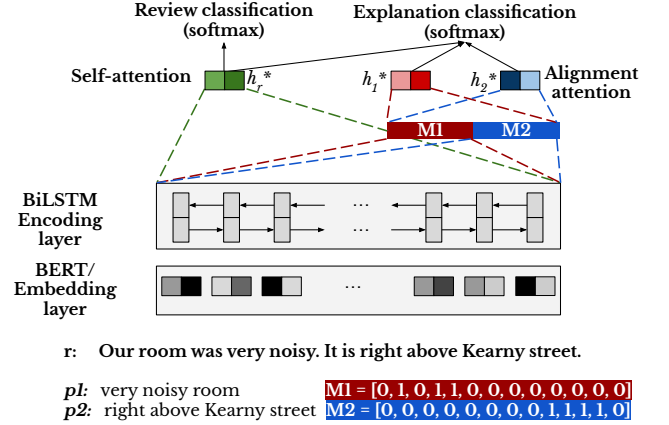 Review classification
(softmax)
Explanation classification
(softmax)
Self-attention
h_r*
h_1*
h_2*
Alignment
attention
M1
M2
BiLSTM
Encoding
layer
...
BERT/
Embedding
layer
...
r: Our room was very noisy. It is right above Kearny street.
p1: very noisy room M1 = [0, 1, 0, 1, 1, 0, 0, 0, 0, 0, 0, 0, 0]
p2: right above Kearny street M2 = [0, 0, 0, 0, 0, 0, 0, 0, 1, 1, 1, 1, 0]